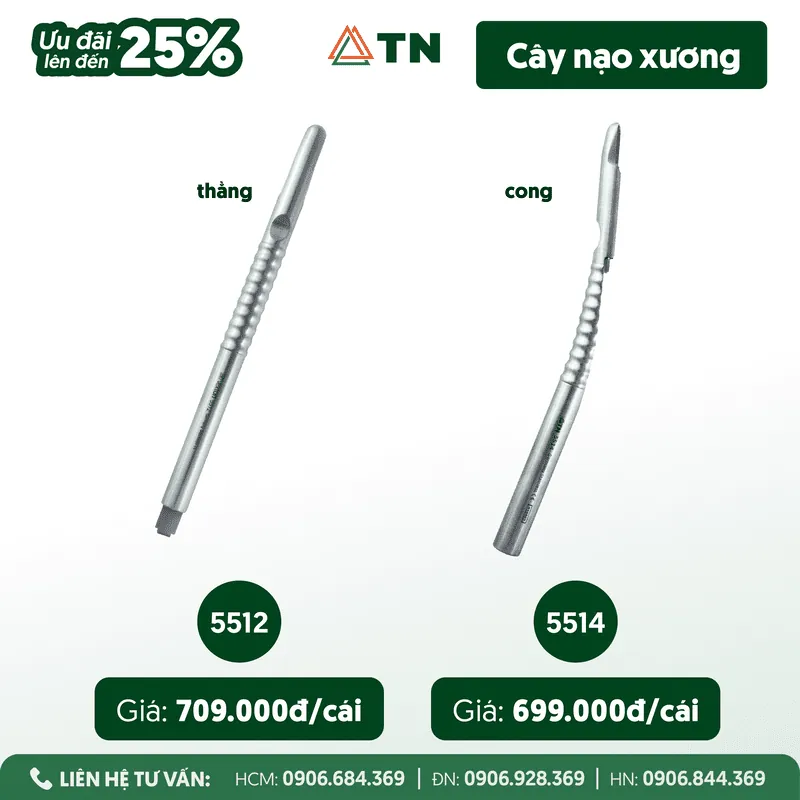 Ưu đãi
lên đến 25%
TN
Cây nạo xương
thẳng
cong
5512
5514
Giá: 709.000đ/cái
Giá: 699.000đ/cái
LIÊN HỆ TƯ VẤN: HCM: 0906.684.369 | ĐN: 0906.928.369 | HN: 0906.844.369